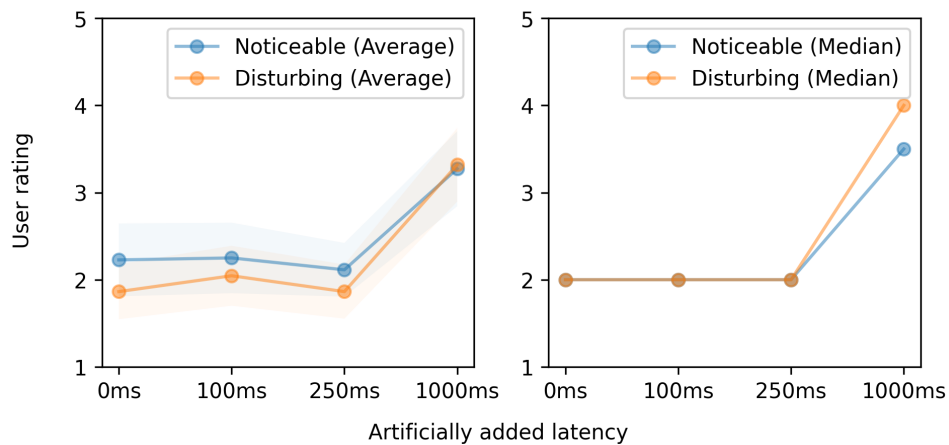 User rating
5
4
3
2
1
Noticeable (Average)
Disturbing (Average)
0ms 100ms 250ms 1000ms
5
4
3
2
1
Noticeable (Median)
Disturbing (Median)
0ms 100ms 250ms 1000ms
Artificially added latency